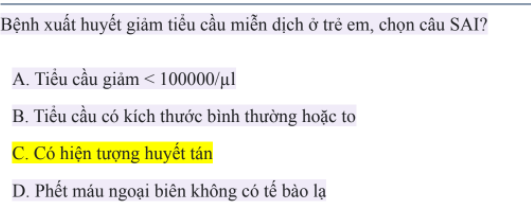 Bệnh xuất huyết giảm tiểu cầu miễn dịch ở trẻ em, chọn câu SAI?
A. Tiểu cầu giảm < 100000/µl
B. Tiểu cầu có kích thước bình thường hoặc to
C. Có hiện tượng huyết tán
D. Phết máu ngoại biên không có tế bào lạ